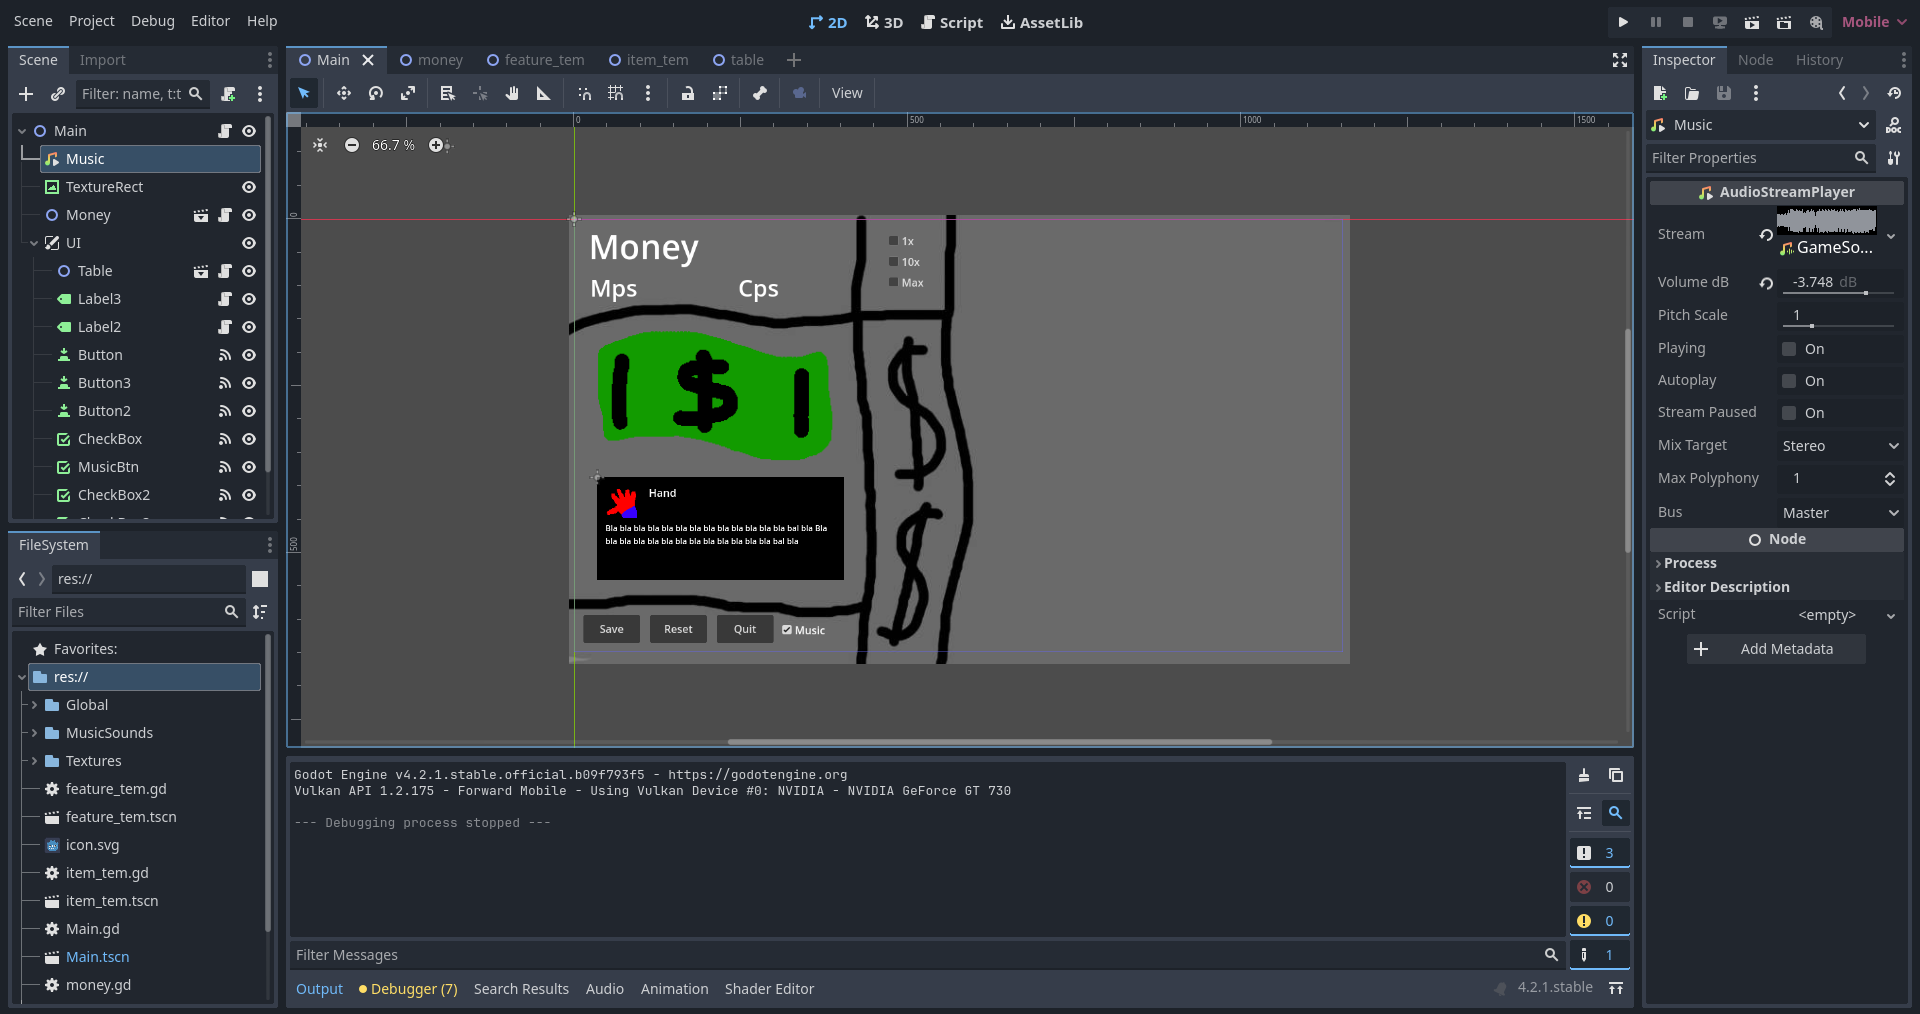 Scene Project Debug Editor Help
2D 3D Script AssetLib
Mobile
Scene Import
Filter: name, t:t
Main
Music
TextureRect
Money
UI
Table
Label3
Label2
Button
Button3
Button2
CheckBox
MusicBtn
CheckBox2
FileSystem
res://
Filter Files
Favorites:
res://
Global
MusicSounds
Textures
feature_tem.gd
feature_tem.tscn
icon.svg
item_tem.gd
item_tem.tscn
Main.gd
Main.tscn
money.gd
Main money feature_tem item_tem table
View
0 500 1000 1500
66.7 %
0
500
Money
Mps Cps
1x
10x
Max
$
$
$
Hand
Bla bla bla bla bla bla bla bla bla bla bla bla bla bal bla Bla
bla bla bla bla bla bla bla bla bla bla bla bla bal bla
Save Reset Quit Music
Godot Engine v4.2.1.stable.official.b09f793f5 - https://godotengine.org
Vulkan API 1.2.175 - Forward Mobile - Using Vulkan Device #0: NVIDIA - NVIDIA GeForce GT 730
--- Debugging process stopped ---
3
0
0
1
Filter Messages
Output Debugger (7) Search Results Audio Animation Shader Editor
4.2.1.stable
Inspector Node History
Music
DOC
Filter Properties
AudioStreamPlayer
Stream GameSo...
Volume dB -3.748 dB
Pitch Scale 1
Playing On
Autoplay On
Stream Paused On
Mix Target Stereo
Max Polyphony 1
Bus Master
Node
Process
Editor Description
Script <empty>
Add Metadata